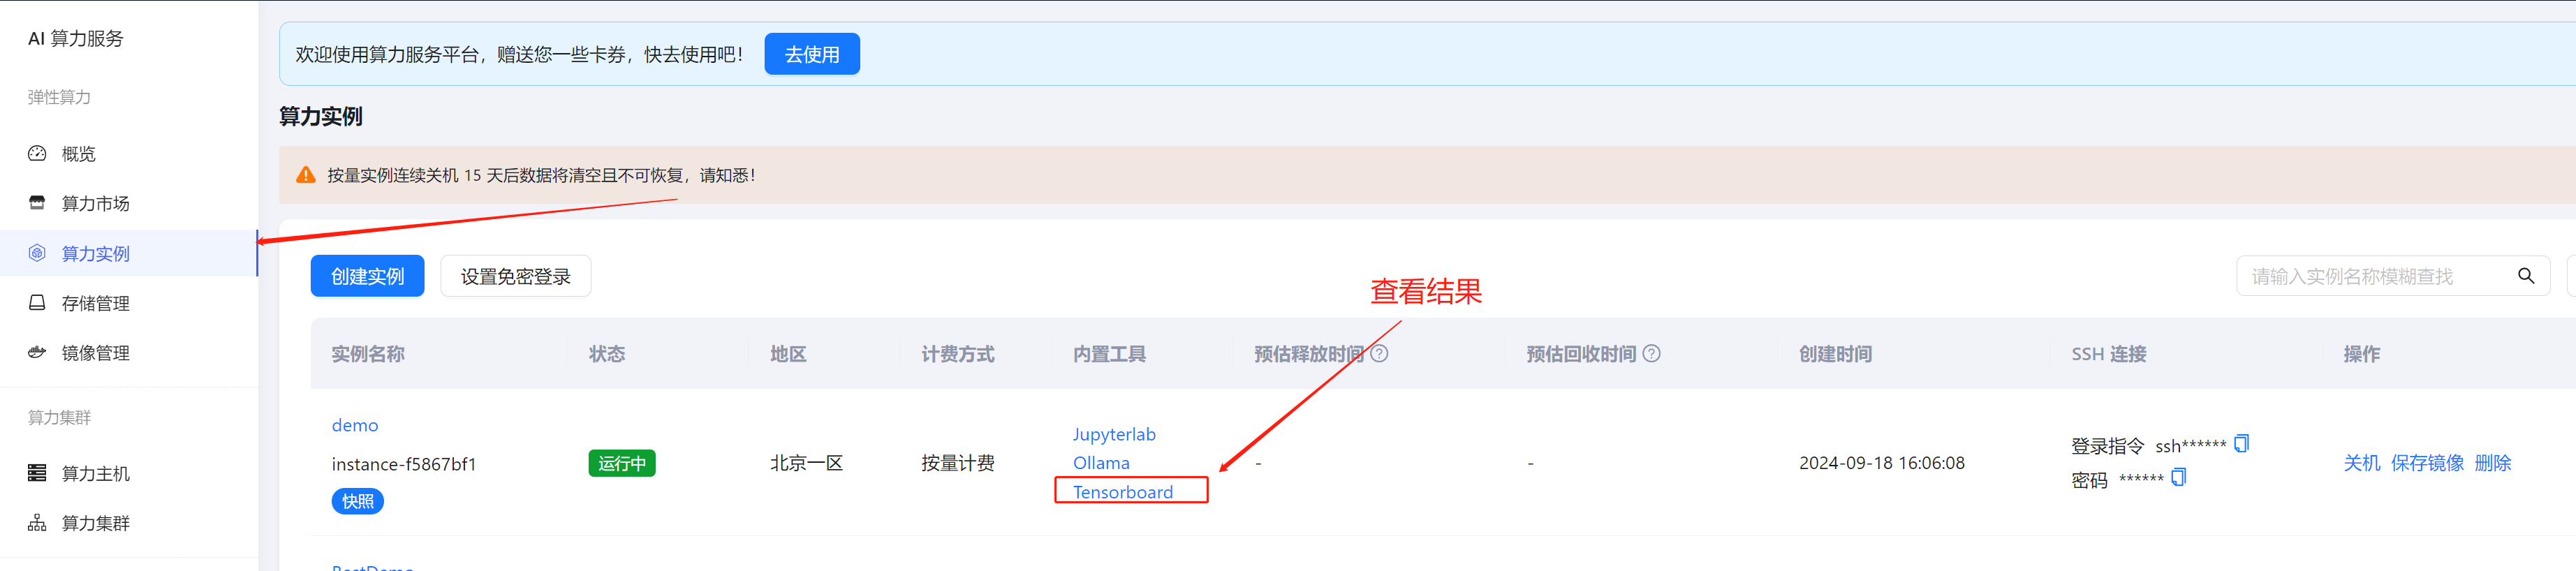 AI 算力服务
弹性算力
概览
算力市场
算力实例
存储管理
镜像管理
算力集群
算力主机
算力集群
欢迎使用算力服务平台，赠送您一些卡券，快去使用吧！ 去使用
算力实例
按量实例连续关机 15 天后数据将清空且不可恢复，请知悉！
创建实例 设置免密登录 请输入实例名称模糊查找
查看结果
实例名称 状态 地区 计费方式 内置工具 预估释放时间 预估回收时间 创建时间 SSH 连接 操作
demo
instance-f5867bf1
快照
运行中
北京一区
按量计费
Jupyterlab
Ollama
Tensorboard
-
-
2024-09-18 16:06:08
登录指令 ssh******
密码 ******
关机 保存镜像 删除